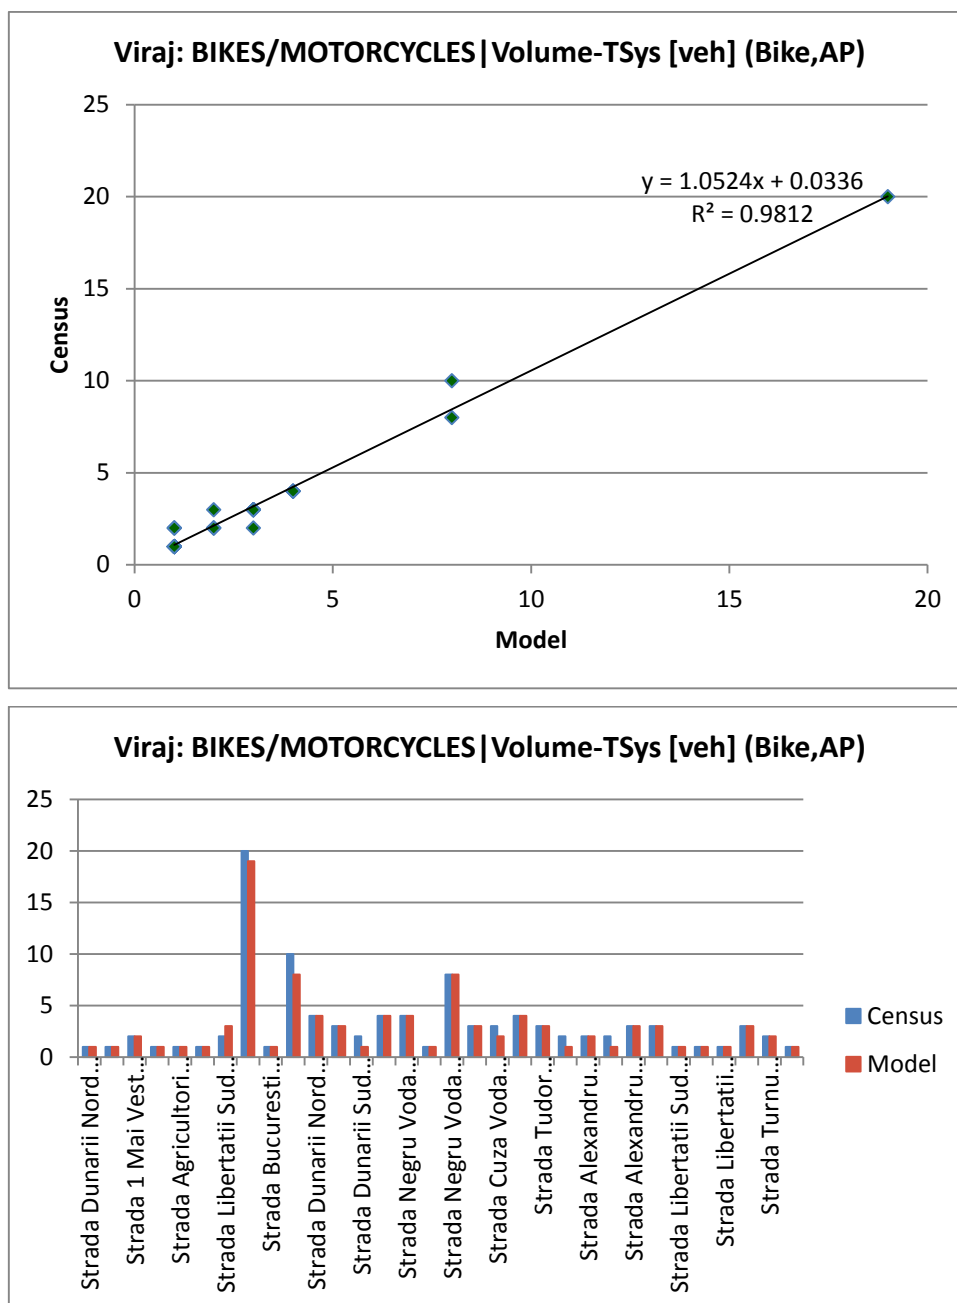 Viraj: BIKES/MOTORCYCLES|Volume-TSys [veh] (Bike,AP)
25
20
15
10
5
0
y = 1.0524x + 0.0336
R² = 0.9812
Census
0 5 10 15 20
Model
Viraj: BIKES/MOTORCYCLES|Volume-TSys [veh] (Bike,AP)
25
20
15
10
5
0
Census
Model
Strada Dunarii Nord...
Strada 1 Mai Vest...
Strada Agricultori...
Strada Libertatii Sud...
Strada Bucuresti...
Strada Dunarii Nord...
Strada Dunarii Sud...
Strada Negru Voda...
Strada Negru Voda...
Strada Cuza Voda...
Strada Tudor...
Strada Alexandru...
Strada Alexandru...
Strada Libertatii Sud...
Strada Libertatii...
Strada Turnu...